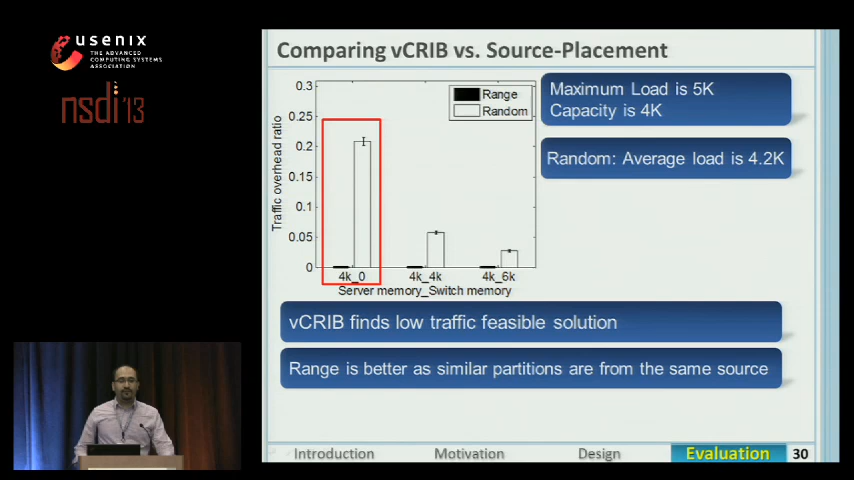 usenix
THE ADVANCED
COMPUTING SYSTEMS
ASSOCIATION
nsdi '13
Comparing vCRIB vs. Source-Placement
0.3
0.25
0.2
0.15
0.1
0.05
0
Traffic overhead ratio
Range
Random
4k_0
4k_4k
4k_6k
Server memory_Switch memory
Maximum Load is 5K
Capacity is 4K
Random: Average load is 4.2K
vCRIB finds low traffic feasible solution
Range is better as similar partitions are from the same source
Introduction
Motivation
Design
Evaluation
30